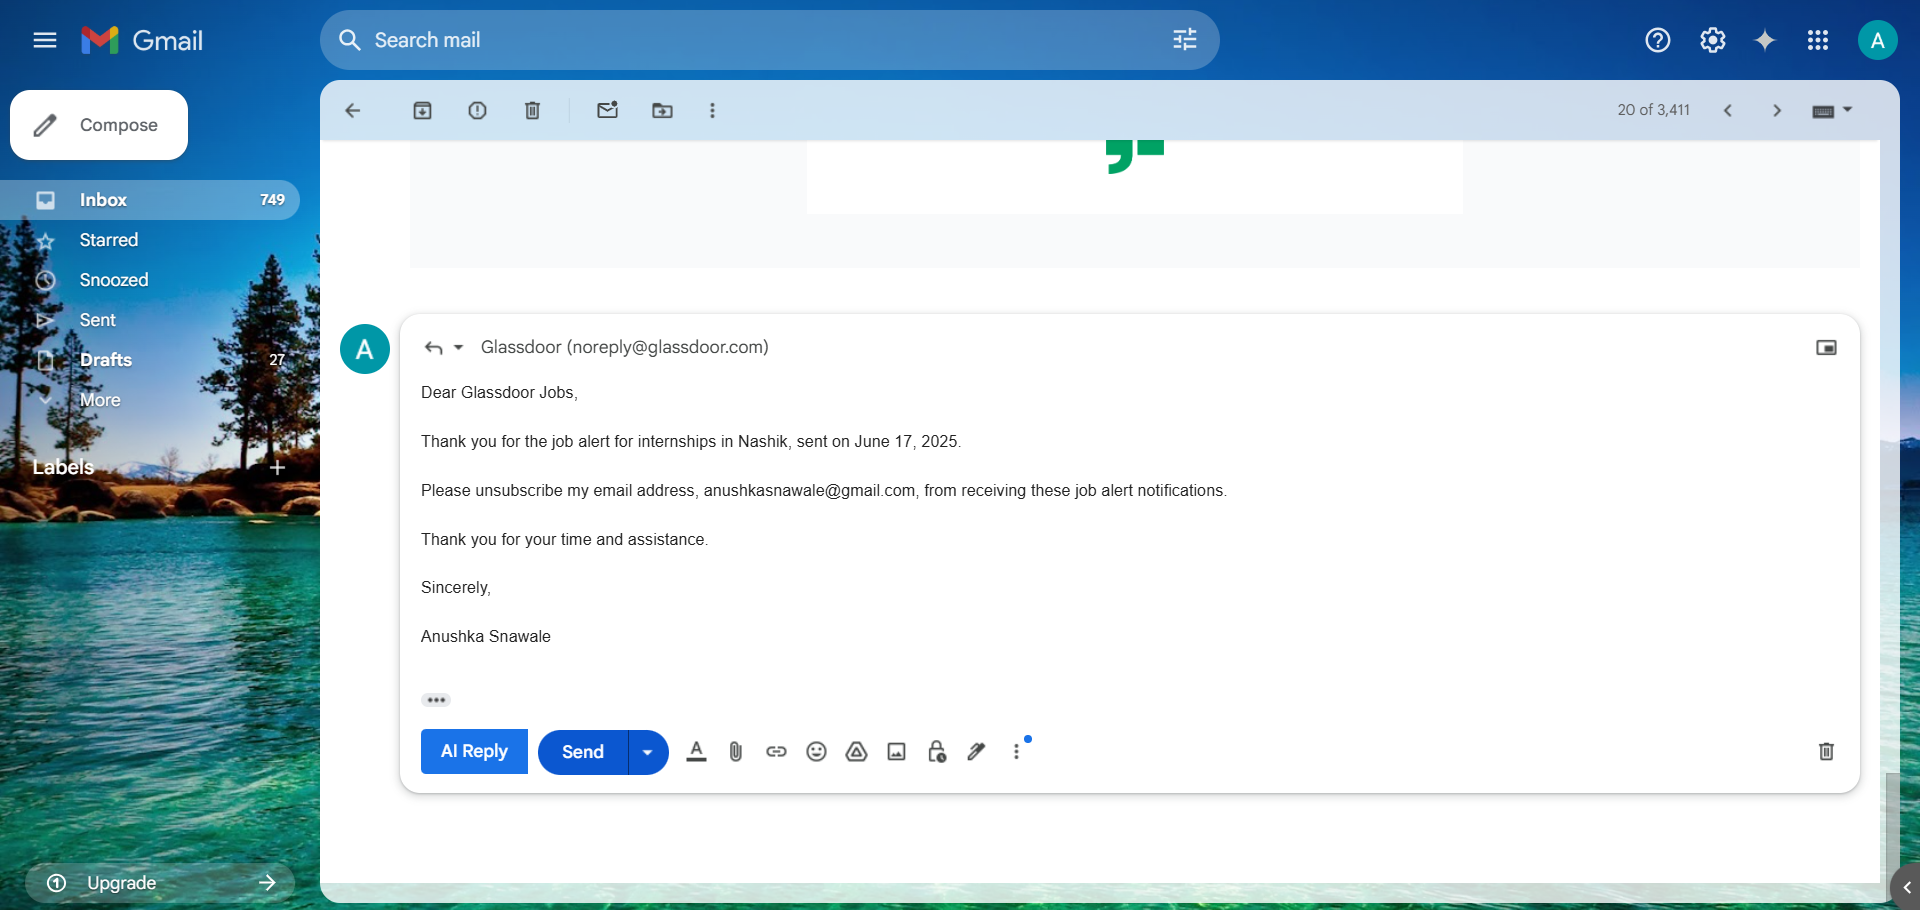 Gmail
Search mail
A
Compose
20 of 3,411
Inbox 749
Starred
Snoozed
Sent
Drafts 27
More
Labels
A
Glassdoor (noreply@glassdoor.com)
Dear Glassdoor Jobs,
Thank you for the job alert for internships in Nashik, sent on June 17, 2025.
Please unsubscribe my email address, anushkasnawale@gmail.com, from receiving these job alert notifications.
Thank you for your time and assistance.
Sincerely,
Anushka Snawale
AI Reply
Send
Upgrade